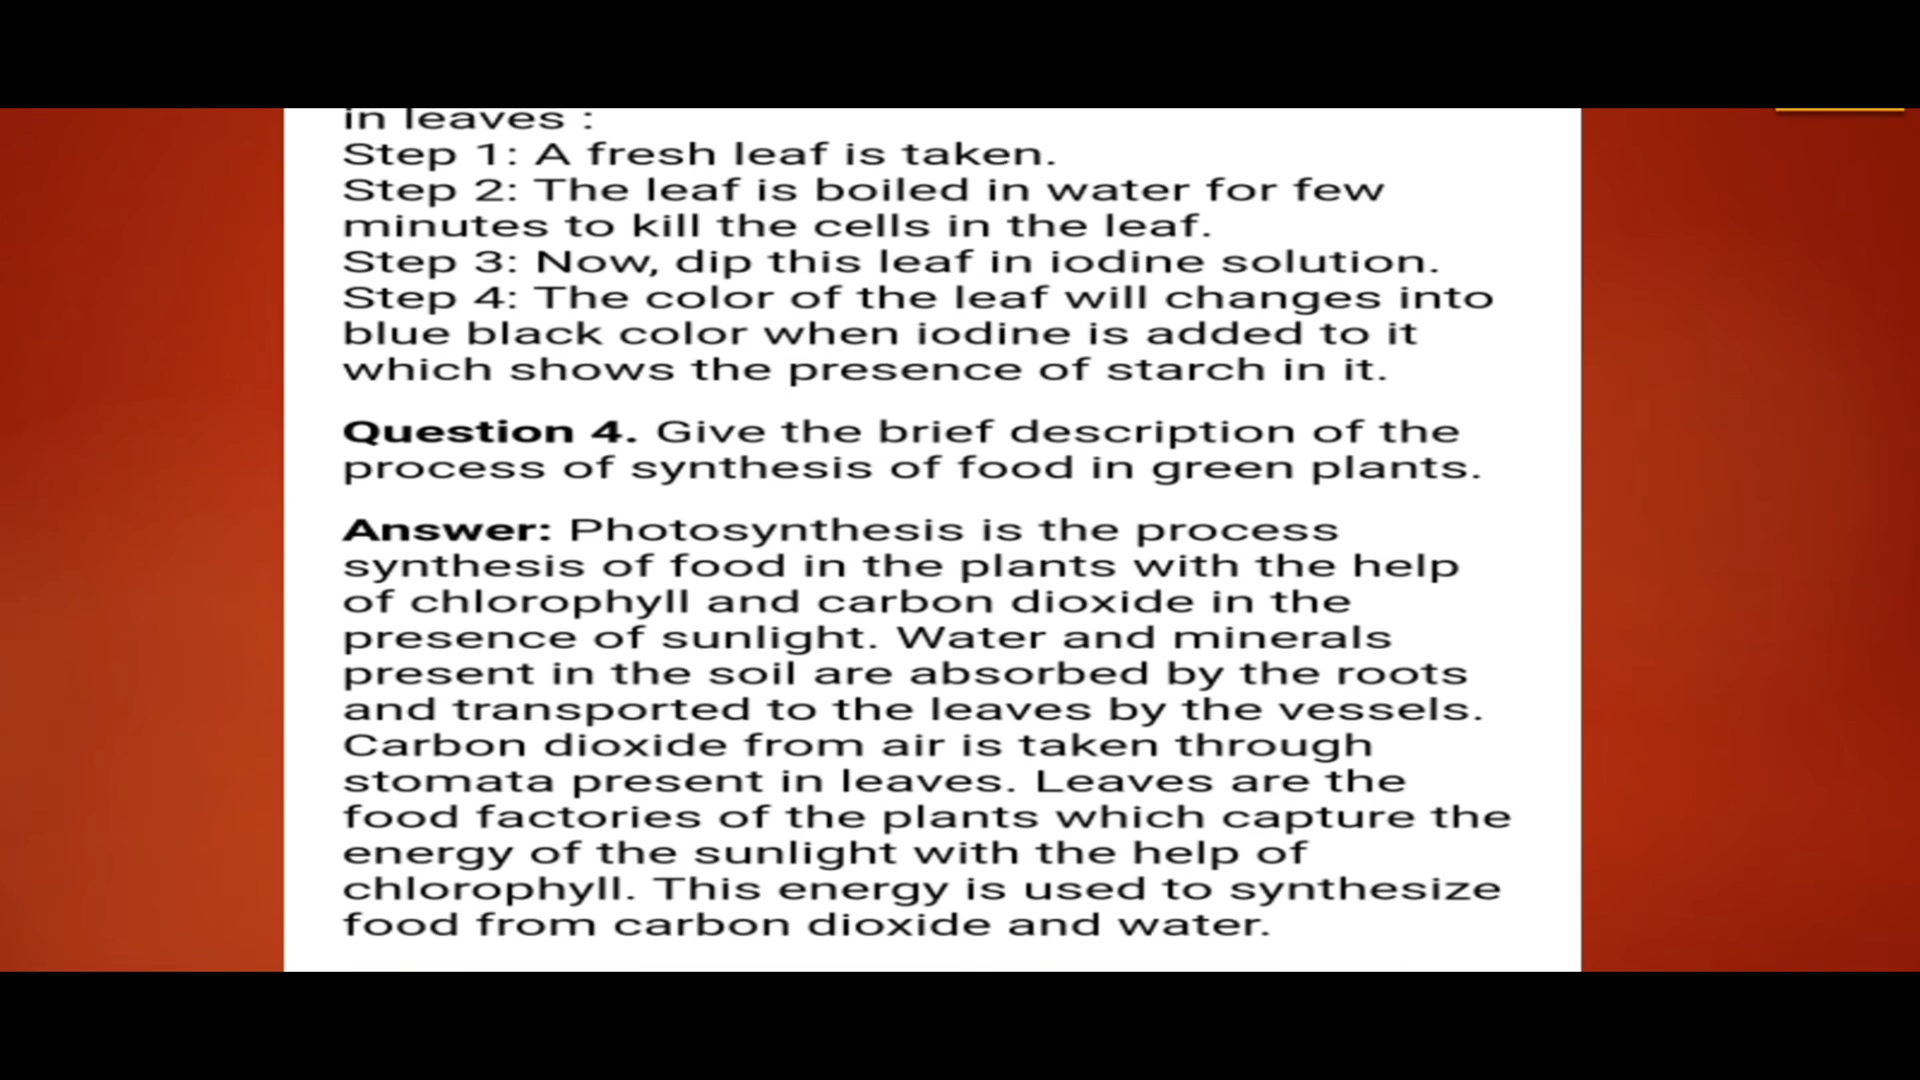 in leaves :
Step 1: A fresh leaf is taken.
Step 2: The leaf is boiled in water for few
minutes to kill the cells in the leaf.
Step 3: Now, dip this leaf in iodine solution.
Step 4: The color of the leaf will changes into
blue black color when iodine is added to it
which shows the presence of starch in it.
Question 4. Give the brief description of the
process of synthesis of food in green plants.
Answer: Photosynthesis is the process
synthesis of food in the plants with the help
of chlorophyll and carbon dioxide in the
presence of sunlight. Water and minerals
present in the soil are absorbed by the roots
and transported to the leaves by the vessels.
Carbon dioxide from air is taken through
stomata present in leaves. Leaves are the
food factories of the plants which capture the
energy of the sunlight with the help of
chlorophyll. This energy is used to synthesize
food from carbon dioxide and water.